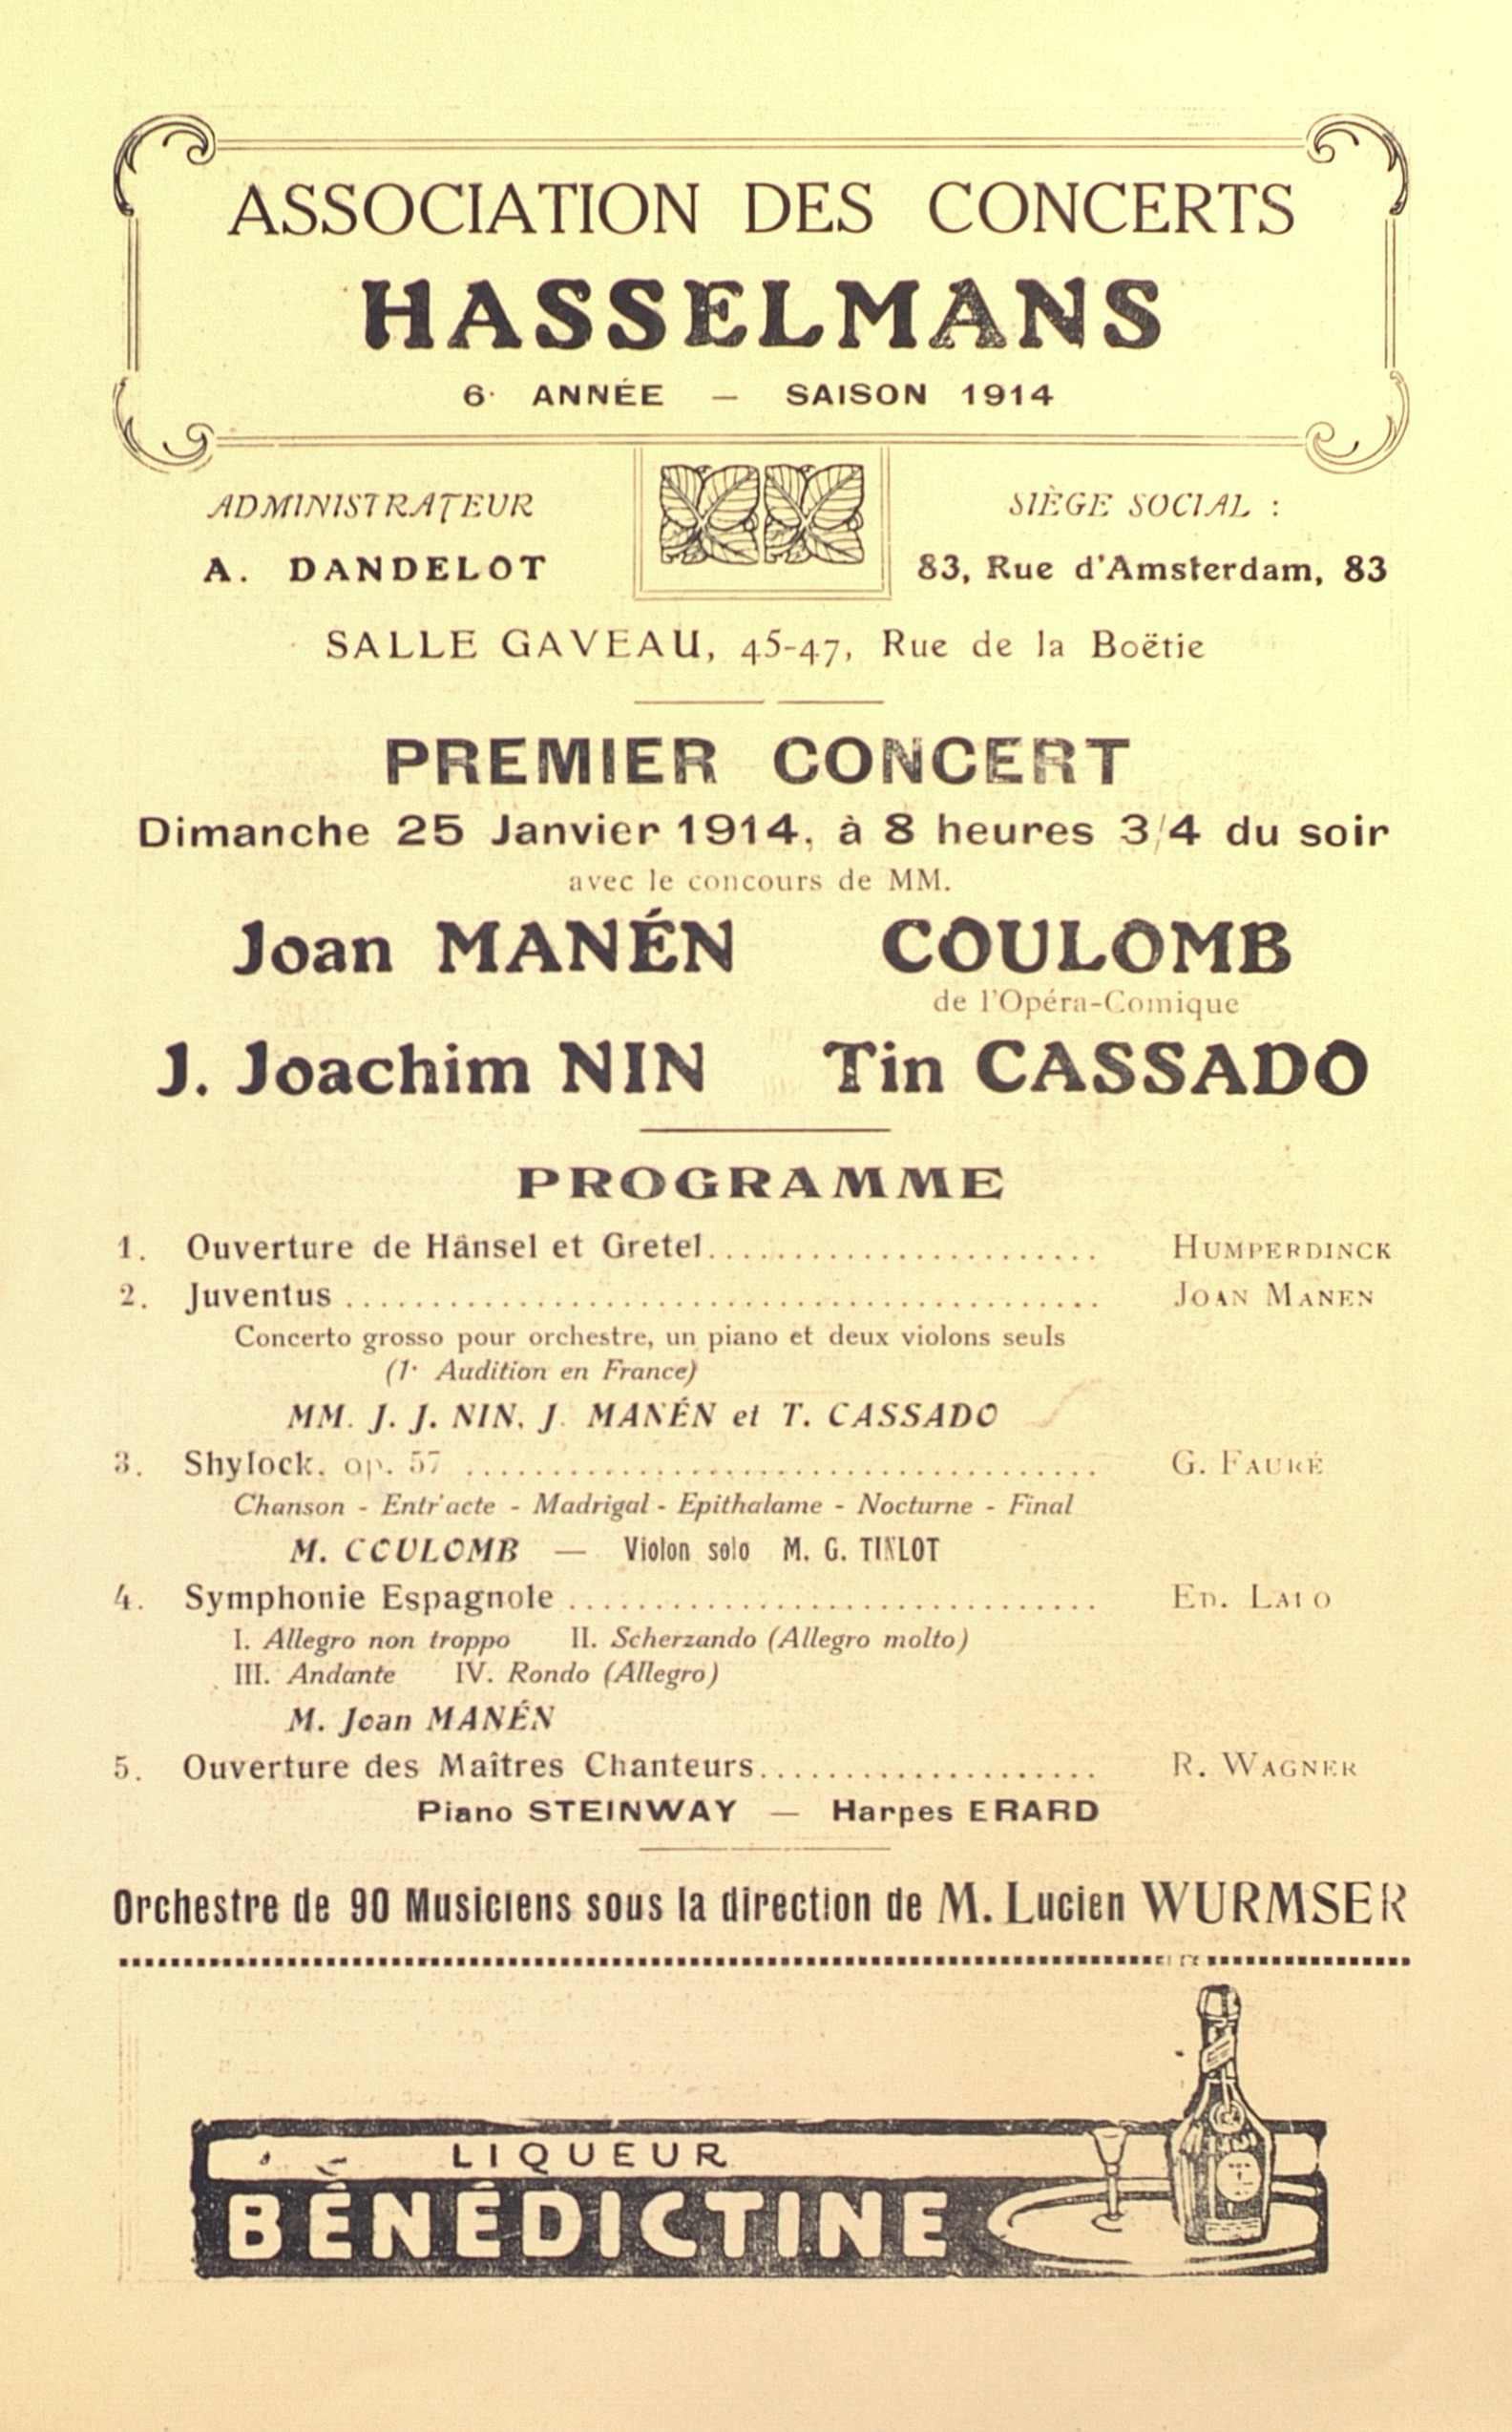 ASSOCIATION DES CONCERTS
HASSELMANS
6e ANNÉE — SAISON 1914
ADMINISTRATEUR
A. DANDELOT
SIÈGE SOCIAL :
83, Rue d'Amsterdam, 83
SALLE GAVEAU, 45-47, Rue de la Boëtie
PREMIER CONCERT
Dimanche 25 Janvier 1914, à 8 heures 3/4 du soir
avec le concours de MM.
Joan MANÉN COULOMB
de l'Opéra-Comique
J. Joachim NIN Tin CASSADO
PROGRAMME
1. Ouverture de Hänsel et Gretel...................... HUMPERDINCK
2. Juventus ........................................... JOAN MANEN
Concerto grosso pour orchestre, un piano et deux violons seuls
(1e Audition en France)
MM. J. J. NIN, J. MANÉN et T. CASSADO
3. Shylock, op. 57 .................................... G. FAURÉ
Chanson - Entr'acte - Madrigal - Epithalame - Nocturne - Final
M. COULOMB — Violon solo M. G. TINLOT
4. Symphonie Espagnole ............................... ED. LALO
I. Allegro non troppo II. Scherzando (Allegro molto)
III. Andante IV. Rondo (Allegro)
M. Joan MANÉN
5. Ouverture des Maîtres Chanteurs.................... R. WAGNER
Piano STEINWAY — Harpes ERARD
Orchestre de 90 Musiciens sous la direction de M. Lucien WURMSER
LIQUEUR
BÉNÉDICTINE